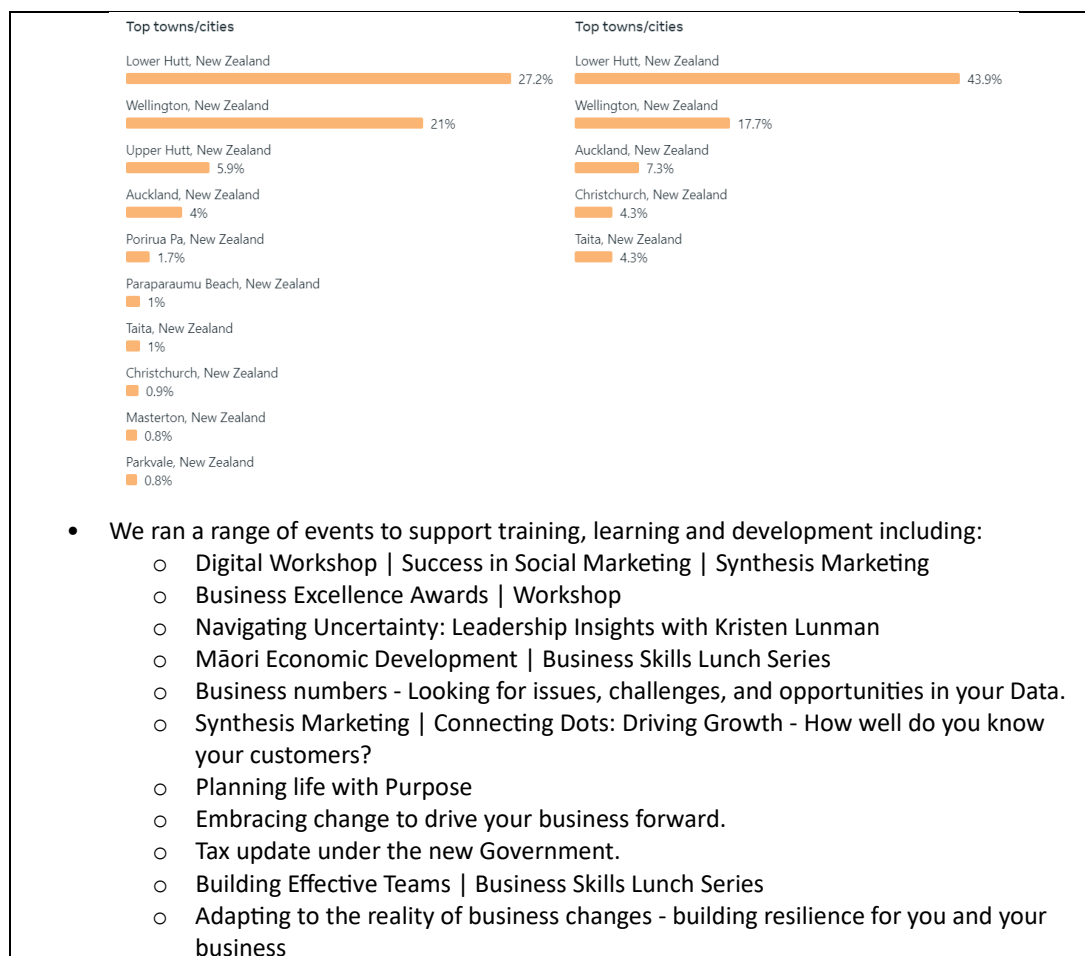 Top towns/cities
Lower Hutt, New Zealand
27.2%
Wellington, New Zealand
21%
Upper Hutt, New Zealand
5.9%
Auckland, New Zealand
4%
Porirua Pa, New Zealand
1.7%
Paraparaumu Beach, New Zealand
1%
Taita, New Zealand
1%
Christchurch, New Zealand
0.9%
Masterton, New Zealand
0.8%
Parkvale, New Zealand
0.8%
Top towns/cities
Lower Hutt, New Zealand
43.9%
Wellington, New Zealand
17.7%
Auckland, New Zealand
7.3%
Christchurch, New Zealand
4.3%
Taita, New Zealand
4.3%
• We ran a range of events to support training, learning and development including:
o Digital Workshop | Success in Social Marketing | Synthesis Marketing
o Business Excellence Awards | Workshop
o Navigating Uncertainty: Leadership Insights with Kristen Lunman
o Māori Economic Development | Business Skills Lunch Series
o Business numbers - Looking for issues, challenges, and opportunities in your Data.
o Synthesis Marketing | Connecting Dots: Driving Growth - How well do you know
your customers?
o Planning life with Purpose
o Embracing change to drive your business forward.
o Tax update under the new Government.
o Building Effective Teams | Business Skills Lunch Series
o Adapting to the reality of business changes - building resilience for you and your
business